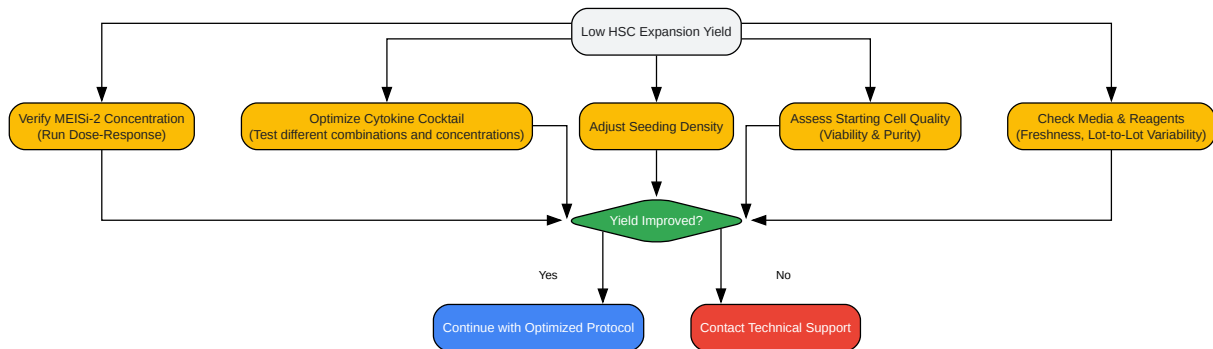 Low HSC Expansion Yield
Verify MEISi-2 Concentration
(Run Dose-Response)
Optimize Cytokine Cocktail
(Test different combinations and concentrations)
Adjust Seeding Density
Assess Starting Cell Quality
(Viability & Purity)
Check Media & Reagents
(Freshness, Lot-to-Lot Variability)
Yield Improved?
Yes
No
Continue with Optimized Protocol
Contact Technical Support